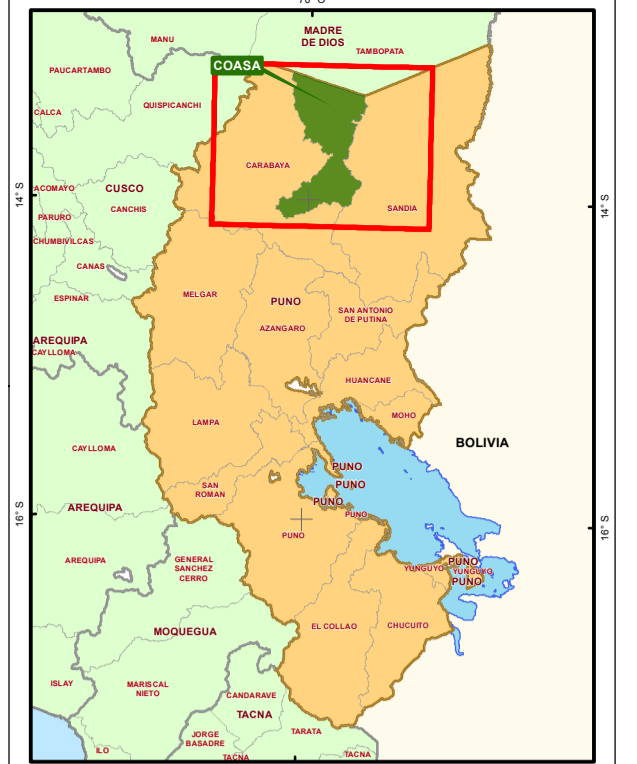 70° O
MADRE
DE DIOS
MANU
TAMBOPATA
COASA
PAUCARTAMBO
QUISPICANCHI
CALCA
CARABAYA
ACOMAYO
CUSCO
14° S
14° S
CANCHIS
SANDIA
PARURO
CHUMBIVILCAS
CANAS
ESPINAR
MELGAR
PUNO
SAN ANTONIO
DE PUTINA
AZANGARO
AREQUIPA
CAYLLOMA
HUANCANE
MOHO
LAMPA
BOLIVIA
CAYLLOMA
PUNO
PUNO
SAN
ROMAN
PUNO
AREQUIPA
PUNO
16° S
16° S
PUNO
AREQUIPA
GENERAL
SANCHEZ
CERRO
PUNO
YUNGUYO
YUNGUYO
PUNO
EL COLLAO
CHUCUITO
MOQUEGUA
ISLAY
MARISCAL
NIETO
CANDARAVE
TACNA
JORGE
BASADRE
TARATA
ILO
TACNA
TACNA